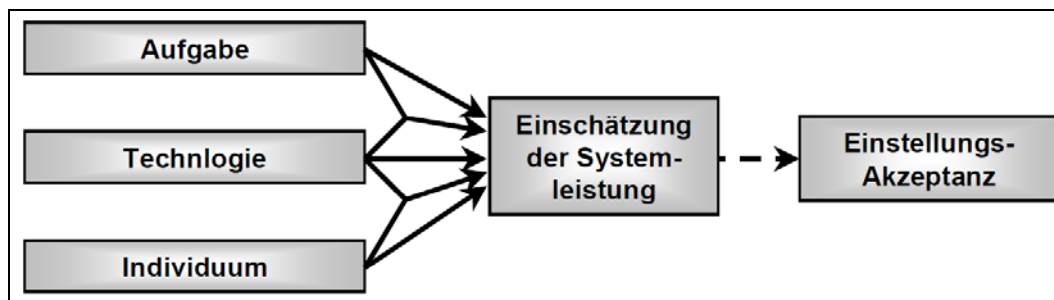 Aufgabe
Technlogie
Individuum
Einschätzung
der System-
leistung
Einstellungs-
Akzeptanz